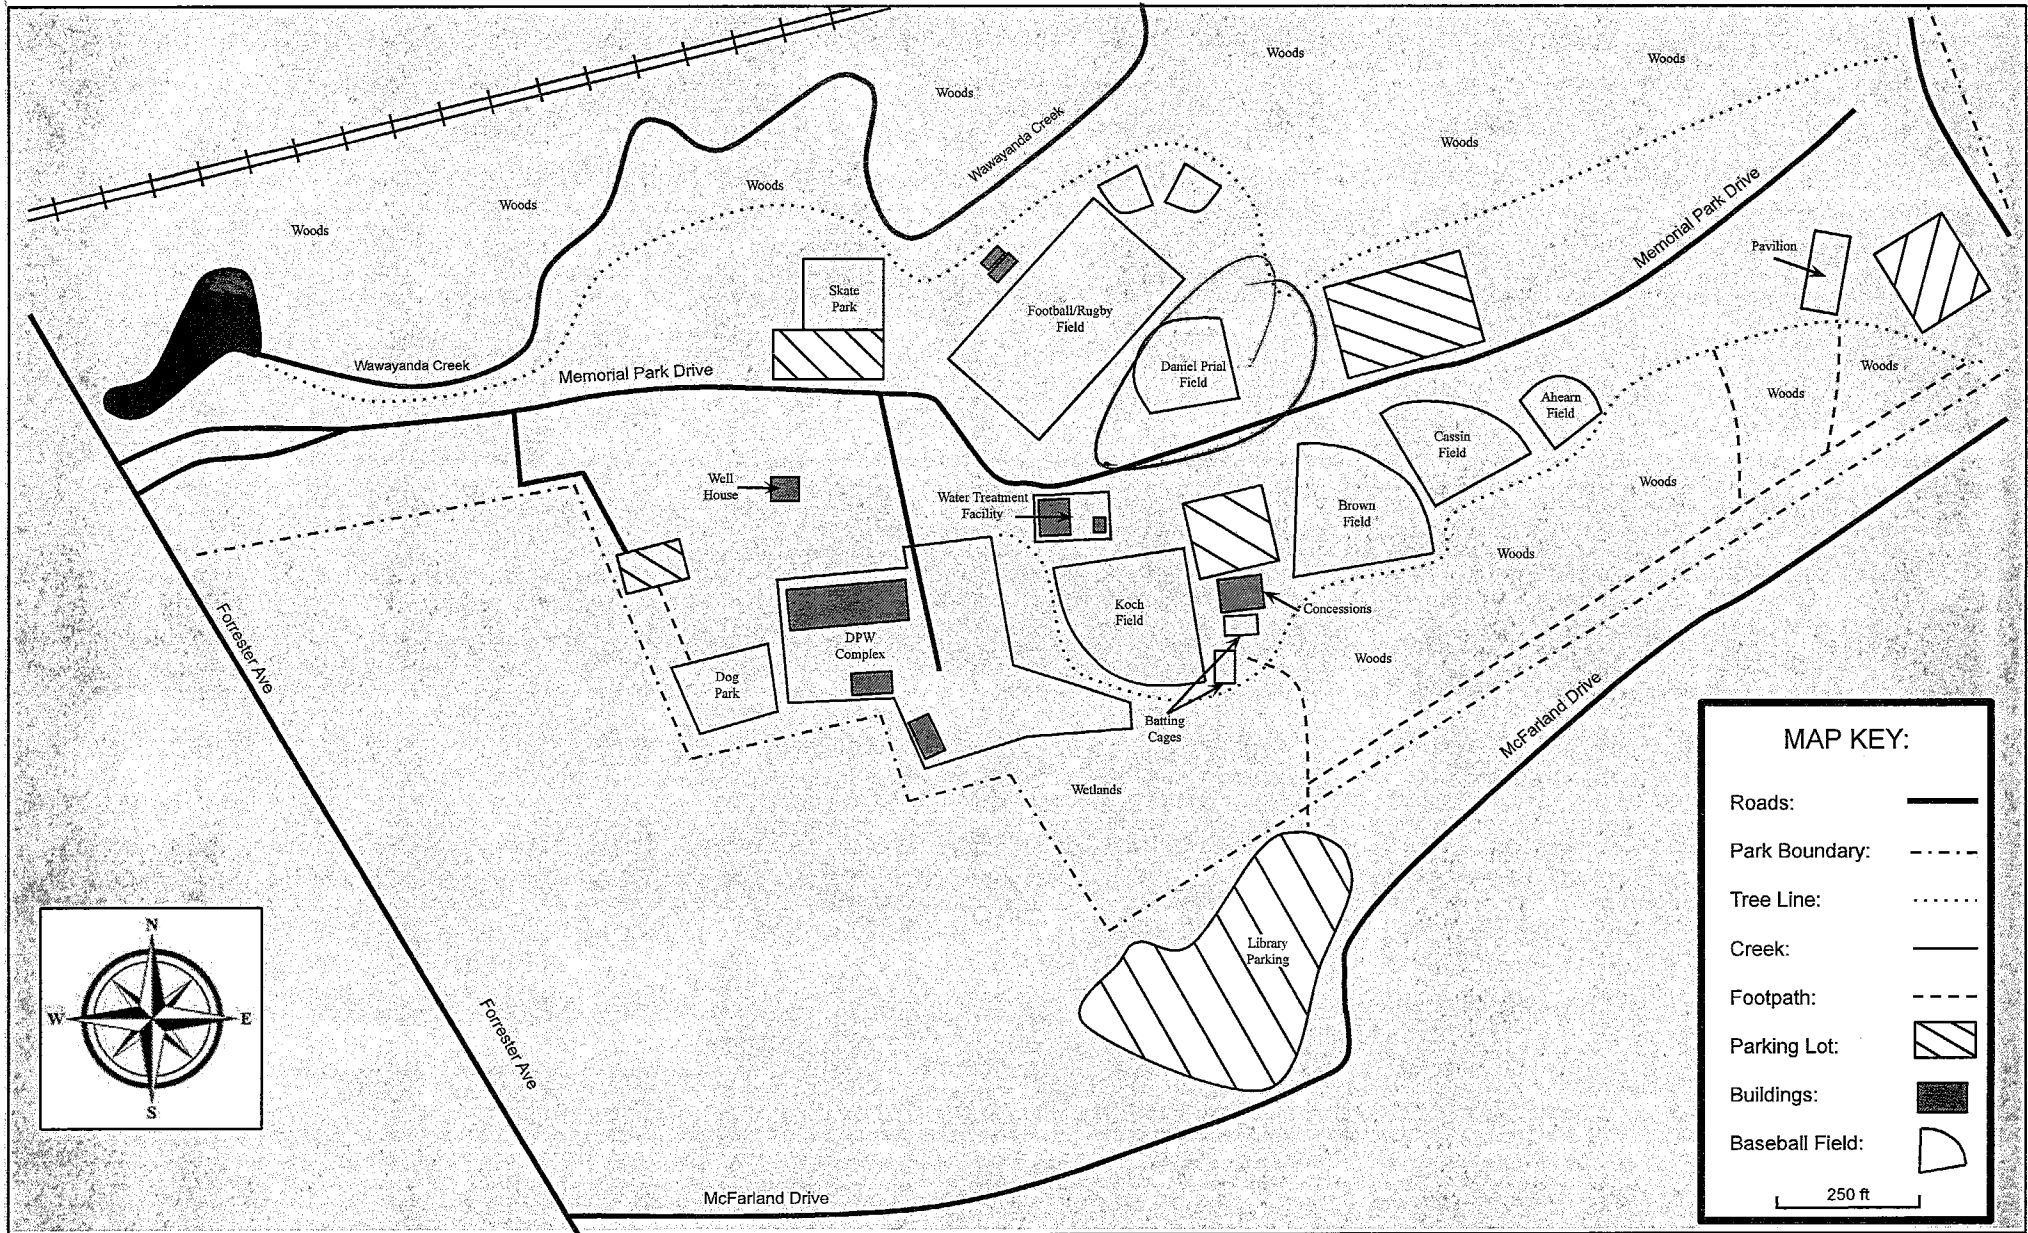 Woods
Woods
Woods
Wawayanda Creek
Woods
Woods
Woods
Woods
Memorial Park Drive
Pavilion
Skate
Park
Football/Rugby
Field
Wawayanda Creek
Memorial Park Drive
Daniel Prial
Field
Ahearn
Field
Woods
Woods
Cassin
Field
Well
House
Water Treatment
Facility
Brown
Field
Woods
Woods
Koch
Field
Concessions
Forrester Ave
DPW
Complex
Dog
Park
Woods
Batting
Cages
McFarland Drive
Wetlands
Library
Parking
Forrester Ave
McFarland Drive
N
W
E
S
MAP KEY:
Roads:
Park Boundary:
Tree Line:
Creek:
Footpath:
Parking Lot:
Buildings:
Baseball Field:
250 ft